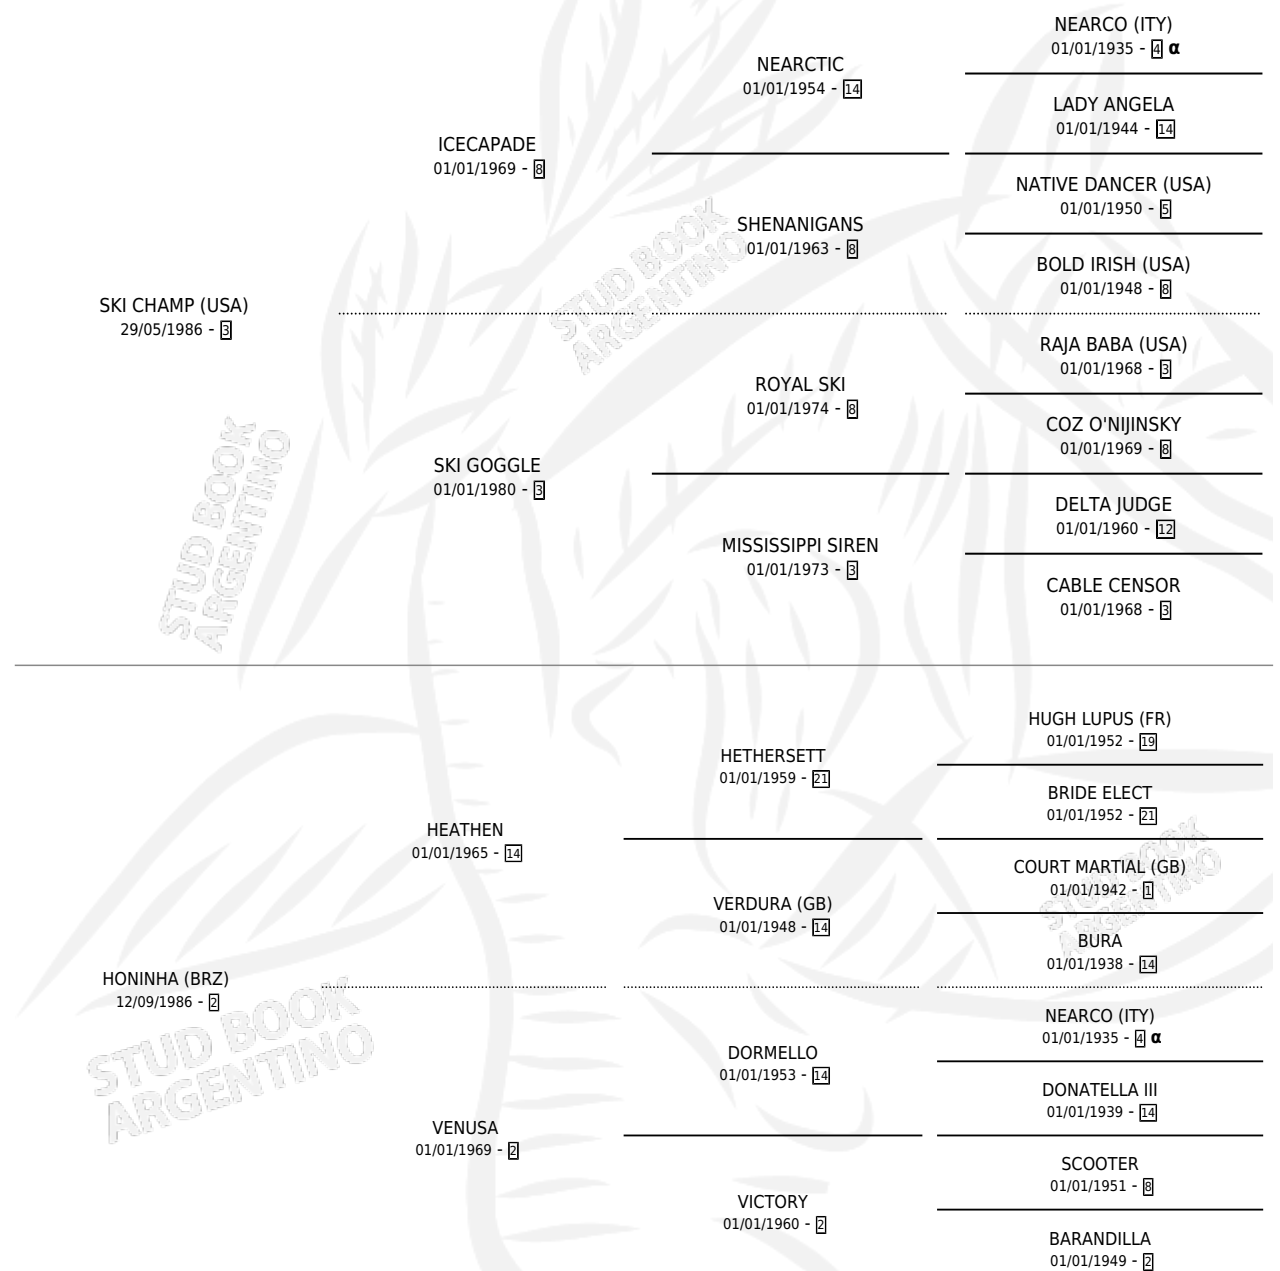 NEARCO (ITY)
01/01/1935 - 4 α
NEARCTIC
01/01/1954 - 14
LADY ANGELA
01/01/1944 - 14
ICECAPADE
01/01/1969 - 8
NATIVE DANCER (USA)
01/01/1950 - 5
SHENANIGANS
01/01/1963 - 8
BOLD IRISH (USA)
01/01/1948 - 8
SKI CHAMP (USA)
29/05/1986 - 3
RAJA BABA (USA)
01/01/1968 - 3
ROYAL SKI
01/01/1974 - 8
COZ O'NIJINSKY
01/01/1969 - 8
SKI GOGGLE
01/01/1980 - 3
DELTA JUDGE
01/01/1960 - 12
MISSISSIPPI SIREN
01/01/1973 - 3
CABLE CENSOR
01/01/1968 - 3
HUGH LUPUS (FR)
01/01/1952 - 19
HETHERSETT
01/01/1959 - 21
BRIDE ELECT
01/01/1952 - 21
HEATHEN
01/01/1965 - 14
COURT MARTIAL (GB)
01/01/1942 - 1
VERDURA (GB)
01/01/1948 - 14
BURA
01/01/1938 - 14
HONINHA (BRZ)
12/09/1986 - 2
NEARCO (ITY)
01/01/1935 - 4 α
DORMELLO
01/01/1953 - 14
DONATELLA III
01/01/1939 - 14
VENUSA
01/01/1969 - 2
SCOOTER
01/01/1951 - 8
VICTORY
01/01/1960 - 2
BARANDILLA
01/01/1949 - 2
STUD BOOK
ARGENTINO
STUD BOOK
ARGENTINO
STUD BOOK
ARGENTINO
STUD BOOK
ARGENTINO